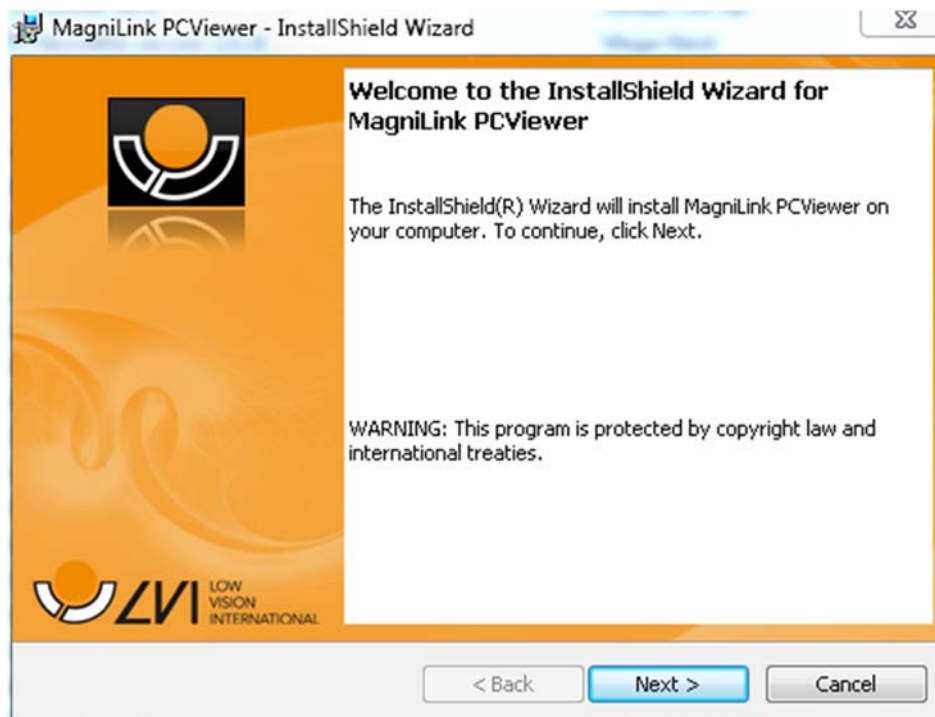 MagniLink PCViewer - InstallShield Wizard
Welcome to the InstallShield Wizard for
MagniLink PCViewer
The InstallShield(R) Wizard will install MagniLink PCViewer on
your computer. To continue, click Next.
WARNING: This program is protected by copyright law and
international treaties.
LVI
LOW
VISION
INTERNATIONAL
< Back
Next >
Cancel